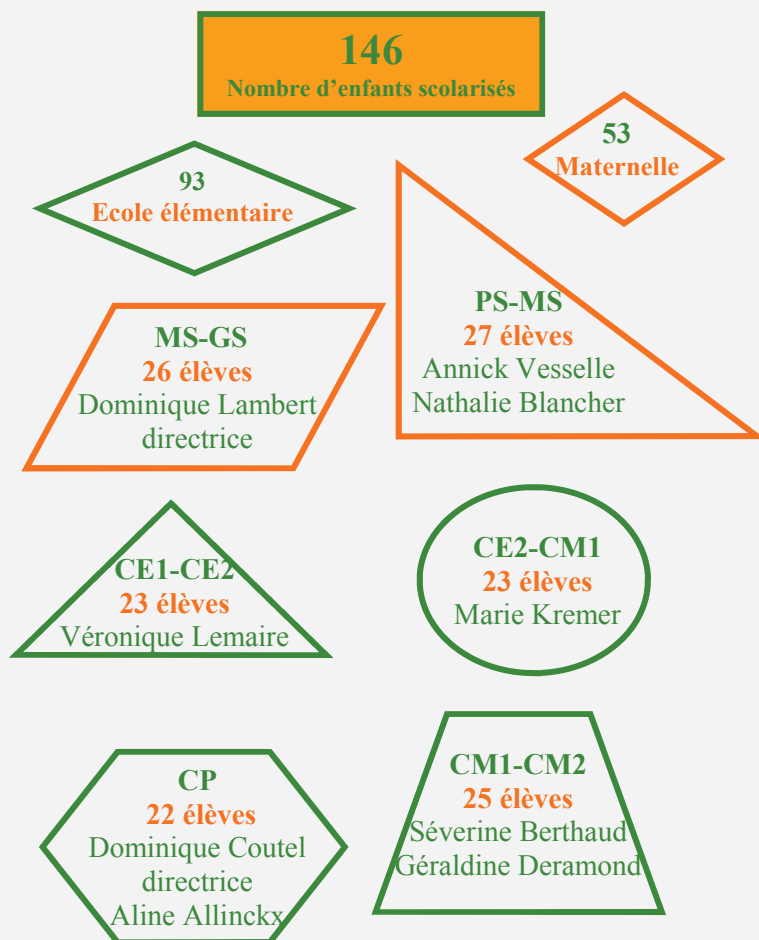 146
Nombre d'enfants scolarisés
53
Maternelle
93
Ecole élémentaire
PS-MS
27 élèves
Annick Vesselle
Nathalie Blancher
MS-GS
26 élèves
Dominique Lambert
directrice
CE1-CE2
23 élèves
Véronique Lemaire
CE2-CM1
23 élèves
Marie Kremer
CP
22 élèves
Dominique Coutel
directrice
Aline Allinckx
CM1-CM2
25 élèves
Séverine Berthaud
Géraldine Deramond